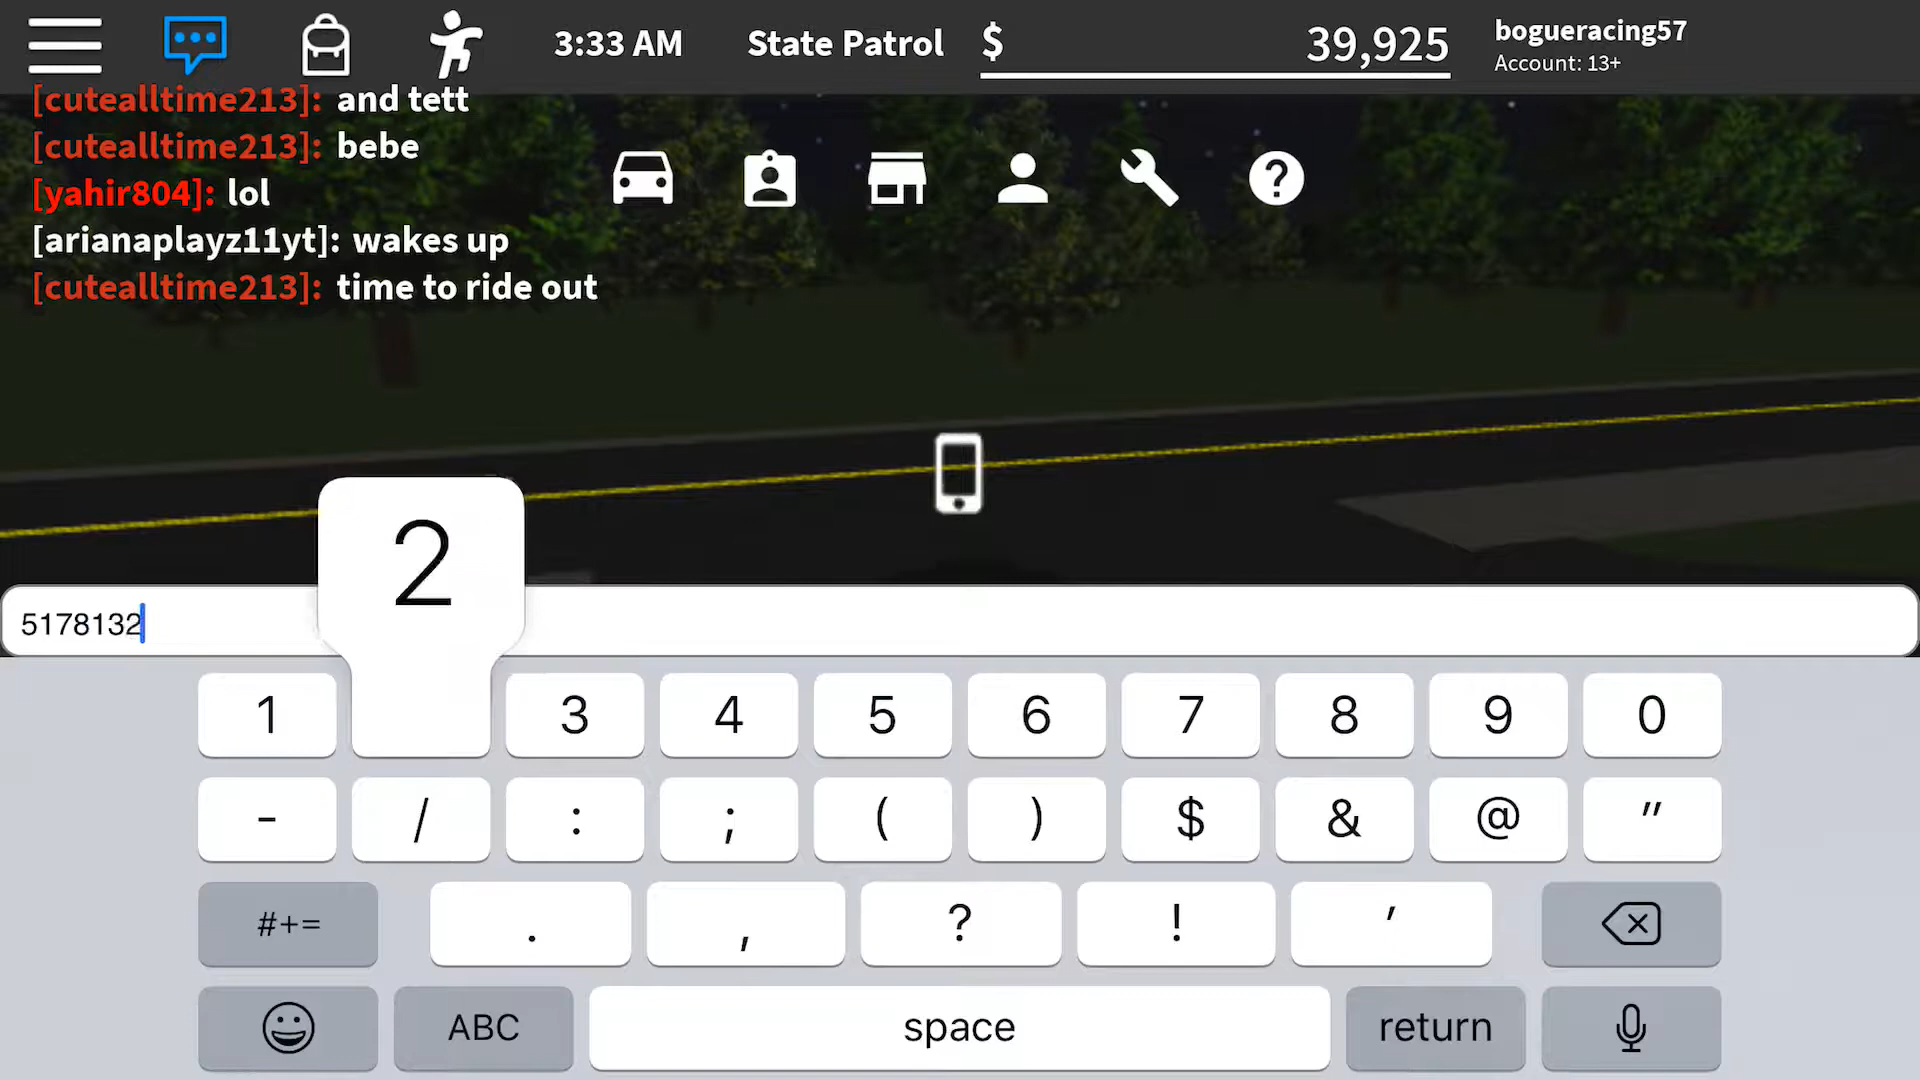 3:33 AM State Patrol $ 39,925 bogueracing57
Account: 13+
[cutealltime213]: and tett
[cutealltime213]: bebe
[yahir804]: lol
[arianaplayz11yt]: wakes up
[cutealltime213]: time to ride out
?
2
5178132
1 3 4 5 6 7 8 9 0
- / : ; ( ) $ & @ "
#+= . , ? ! '
ABC space return